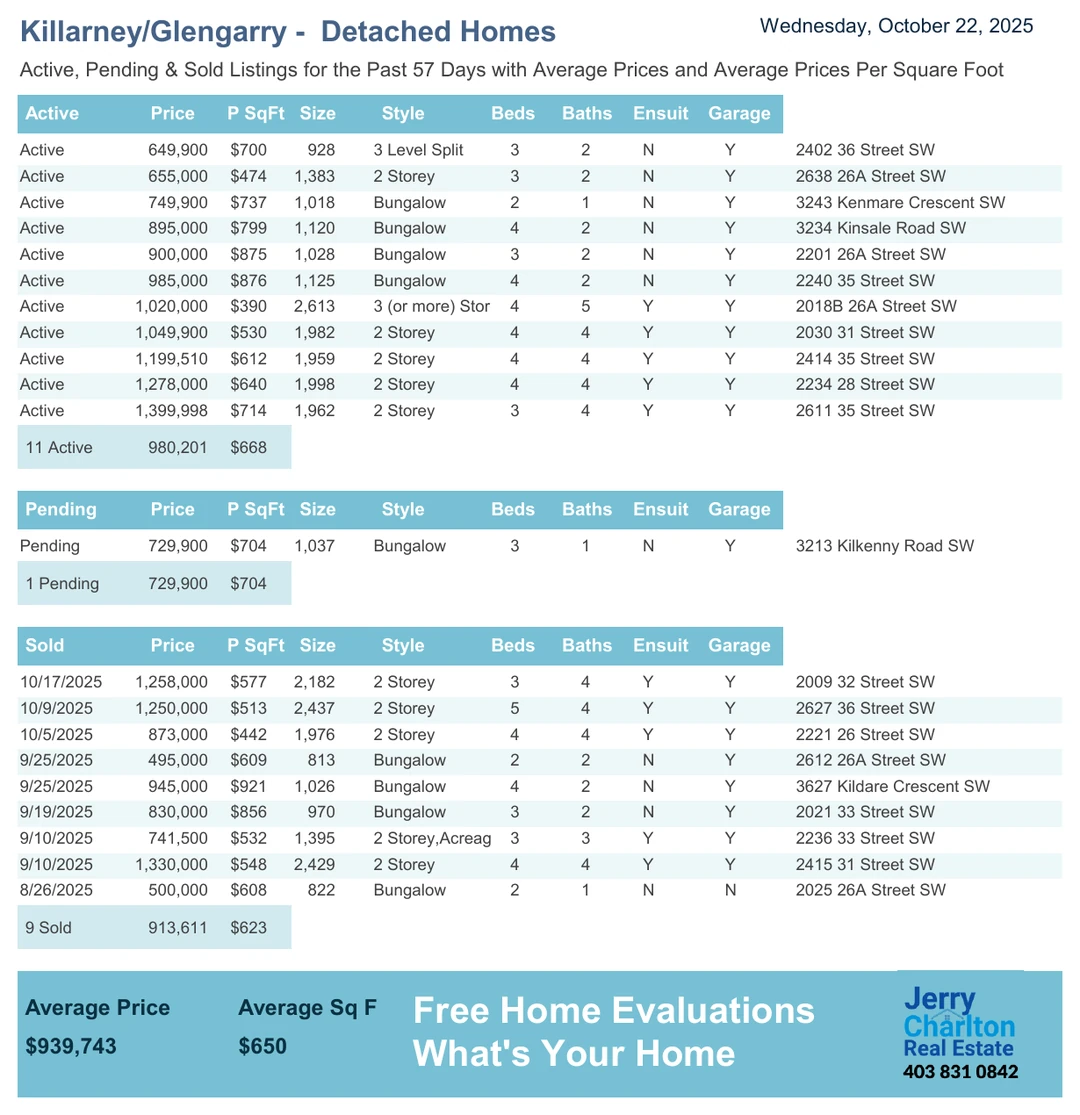 Killarney/Glengarry - Detached Homes
Wednesday, October 22, 2025
Active, Pending & Sold Listings for the Past 57 Days with Average Prices and Average Prices Per Square Foot
Active Price P SqFt Size Style Beds Baths Ensuit Garage
Active 649,900 $700 928 3 Level Split 3 2 N Y 2402 36 Street SW
Active 655,000 $474 1,383 2 Storey 3 2 N Y 2638 26A Street SW
Active 749,900 $737 1,018 Bungalow 2 1 N Y 3243 Kenmare Crescent SW
Active 895,000 $799 1,120 Bungalow 4 2 N Y 3234 Kinsale Road SW
Active 900,000 $875 1,028 Bungalow 3 2 N Y 2201 26A Street SW
Active 985,000 $876 1,125 Bungalow 4 2 N Y 2240 35 Street SW
Active 1,020,000 $390 2,613 3 (or more) Stor 4 5 Y Y 2018B 26A Street SW
Active 1,049,900 $530 1,982 2 Storey 4 4 Y Y 2030 31 Street SW
Active 1,199,510 $612 1,959 2 Storey 4 4 Y Y 2414 35 Street SW
Active 1,278,000 $640 1,998 2 Storey 4 4 Y Y 2234 28 Street SW
Active 1,399,998 $714 1,962 2 Storey 3 4 Y Y 2611 35 Street SW
11 Active 980,201 $668
Pending Price P SqFt Size Style Beds Baths Ensuit Garage
Pending 729,900 $704 1,037 Bungalow 3 1 N Y 3213 Kilkenny Road SW
1 Pending 729,900 $704
Sold Price P SqFt Size Style Beds Baths Ensuit Garage
10/17/2025 1,258,000 $577 2,182 2 Storey 3 4 Y Y 2009 32 Street SW
10/9/2025 1,250,000 $513 2,437 2 Storey 5 4 Y Y 2627 36 Street SW
10/5/2025 873,000 $442 1,976 2 Storey 4 4 Y Y 2221 26 Street SW
9/25/2025 495,000 $609 813 Bungalow 2 2 N Y 2612 26A Street SW
9/25/2025 945,000 $921 1,026 Bungalow 4 2 N Y 3627 Kildare Crescent SW
9/19/2025 830,000 $856 970 Bungalow 3 2 N Y 2021 33 Street SW
9/10/2025 741,500 $532 1,395 2 Storey,Acreag 3 3 Y Y 2236 33 Street SW
9/10/2025 1,330,000 $548 2,429 2 Storey 4 4 Y Y 2415 31 Street SW
8/26/2025 500,000 $608 822 Bungalow 2 1 N N 2025 26A Street SW
9 Sold 913,611 $623
Average Price Average Sq F
$939,743 $650
Free Home Evaluations
What's Your Home
Jerry
Charlton
Real Estate
403 831 0842